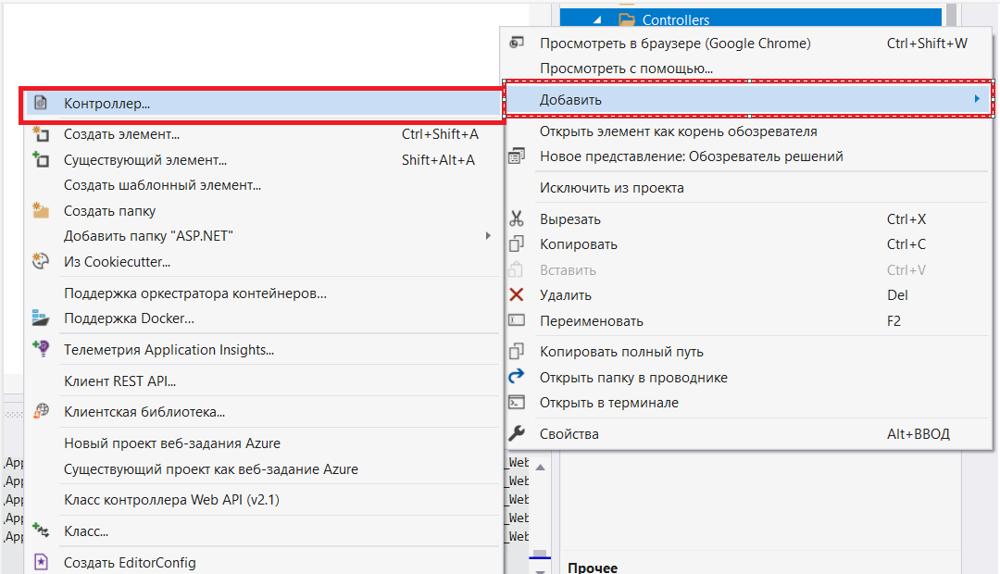 Controllers
Просмотреть в браузере (Google Chrome) Ctrl+Shift+W
Просмотреть с помощью...
Добавить
Открыть элемент как корень обозревателя
Новое представление: Обозреватель решений
Исключить из проекта
Вырезать Ctrl+X
Копировать Ctrl+C
Вставить Ctrl+V
Удалить Del
Переименовать F2
Копировать полный путь
Открыть папку в проводнике
Открыть в терминале
Свойства Alt+ВВОД
Контроллер...
Создать элемент... Ctrl+Shift+A
Существующий элемент... Shift+Alt+A
Создать шаблонный элемент...
Создать папку
Добавить папку "ASP.NET"
Из Cookiecutter...
Поддержка оркестратора контейнеров...
Поддержка Docker...
Телеметрия Application Insights...
Клиент REST API...
Клиентская библиотека...
Новый проект веб-задания Azure
Существующий проект как веб-задание Azure
Класс контроллера Web API (v2.1)
Класс...
Создать EditorConfig
\App _Web
\App _Web
\App _Web
\App _Web
\App _Web
Прочее